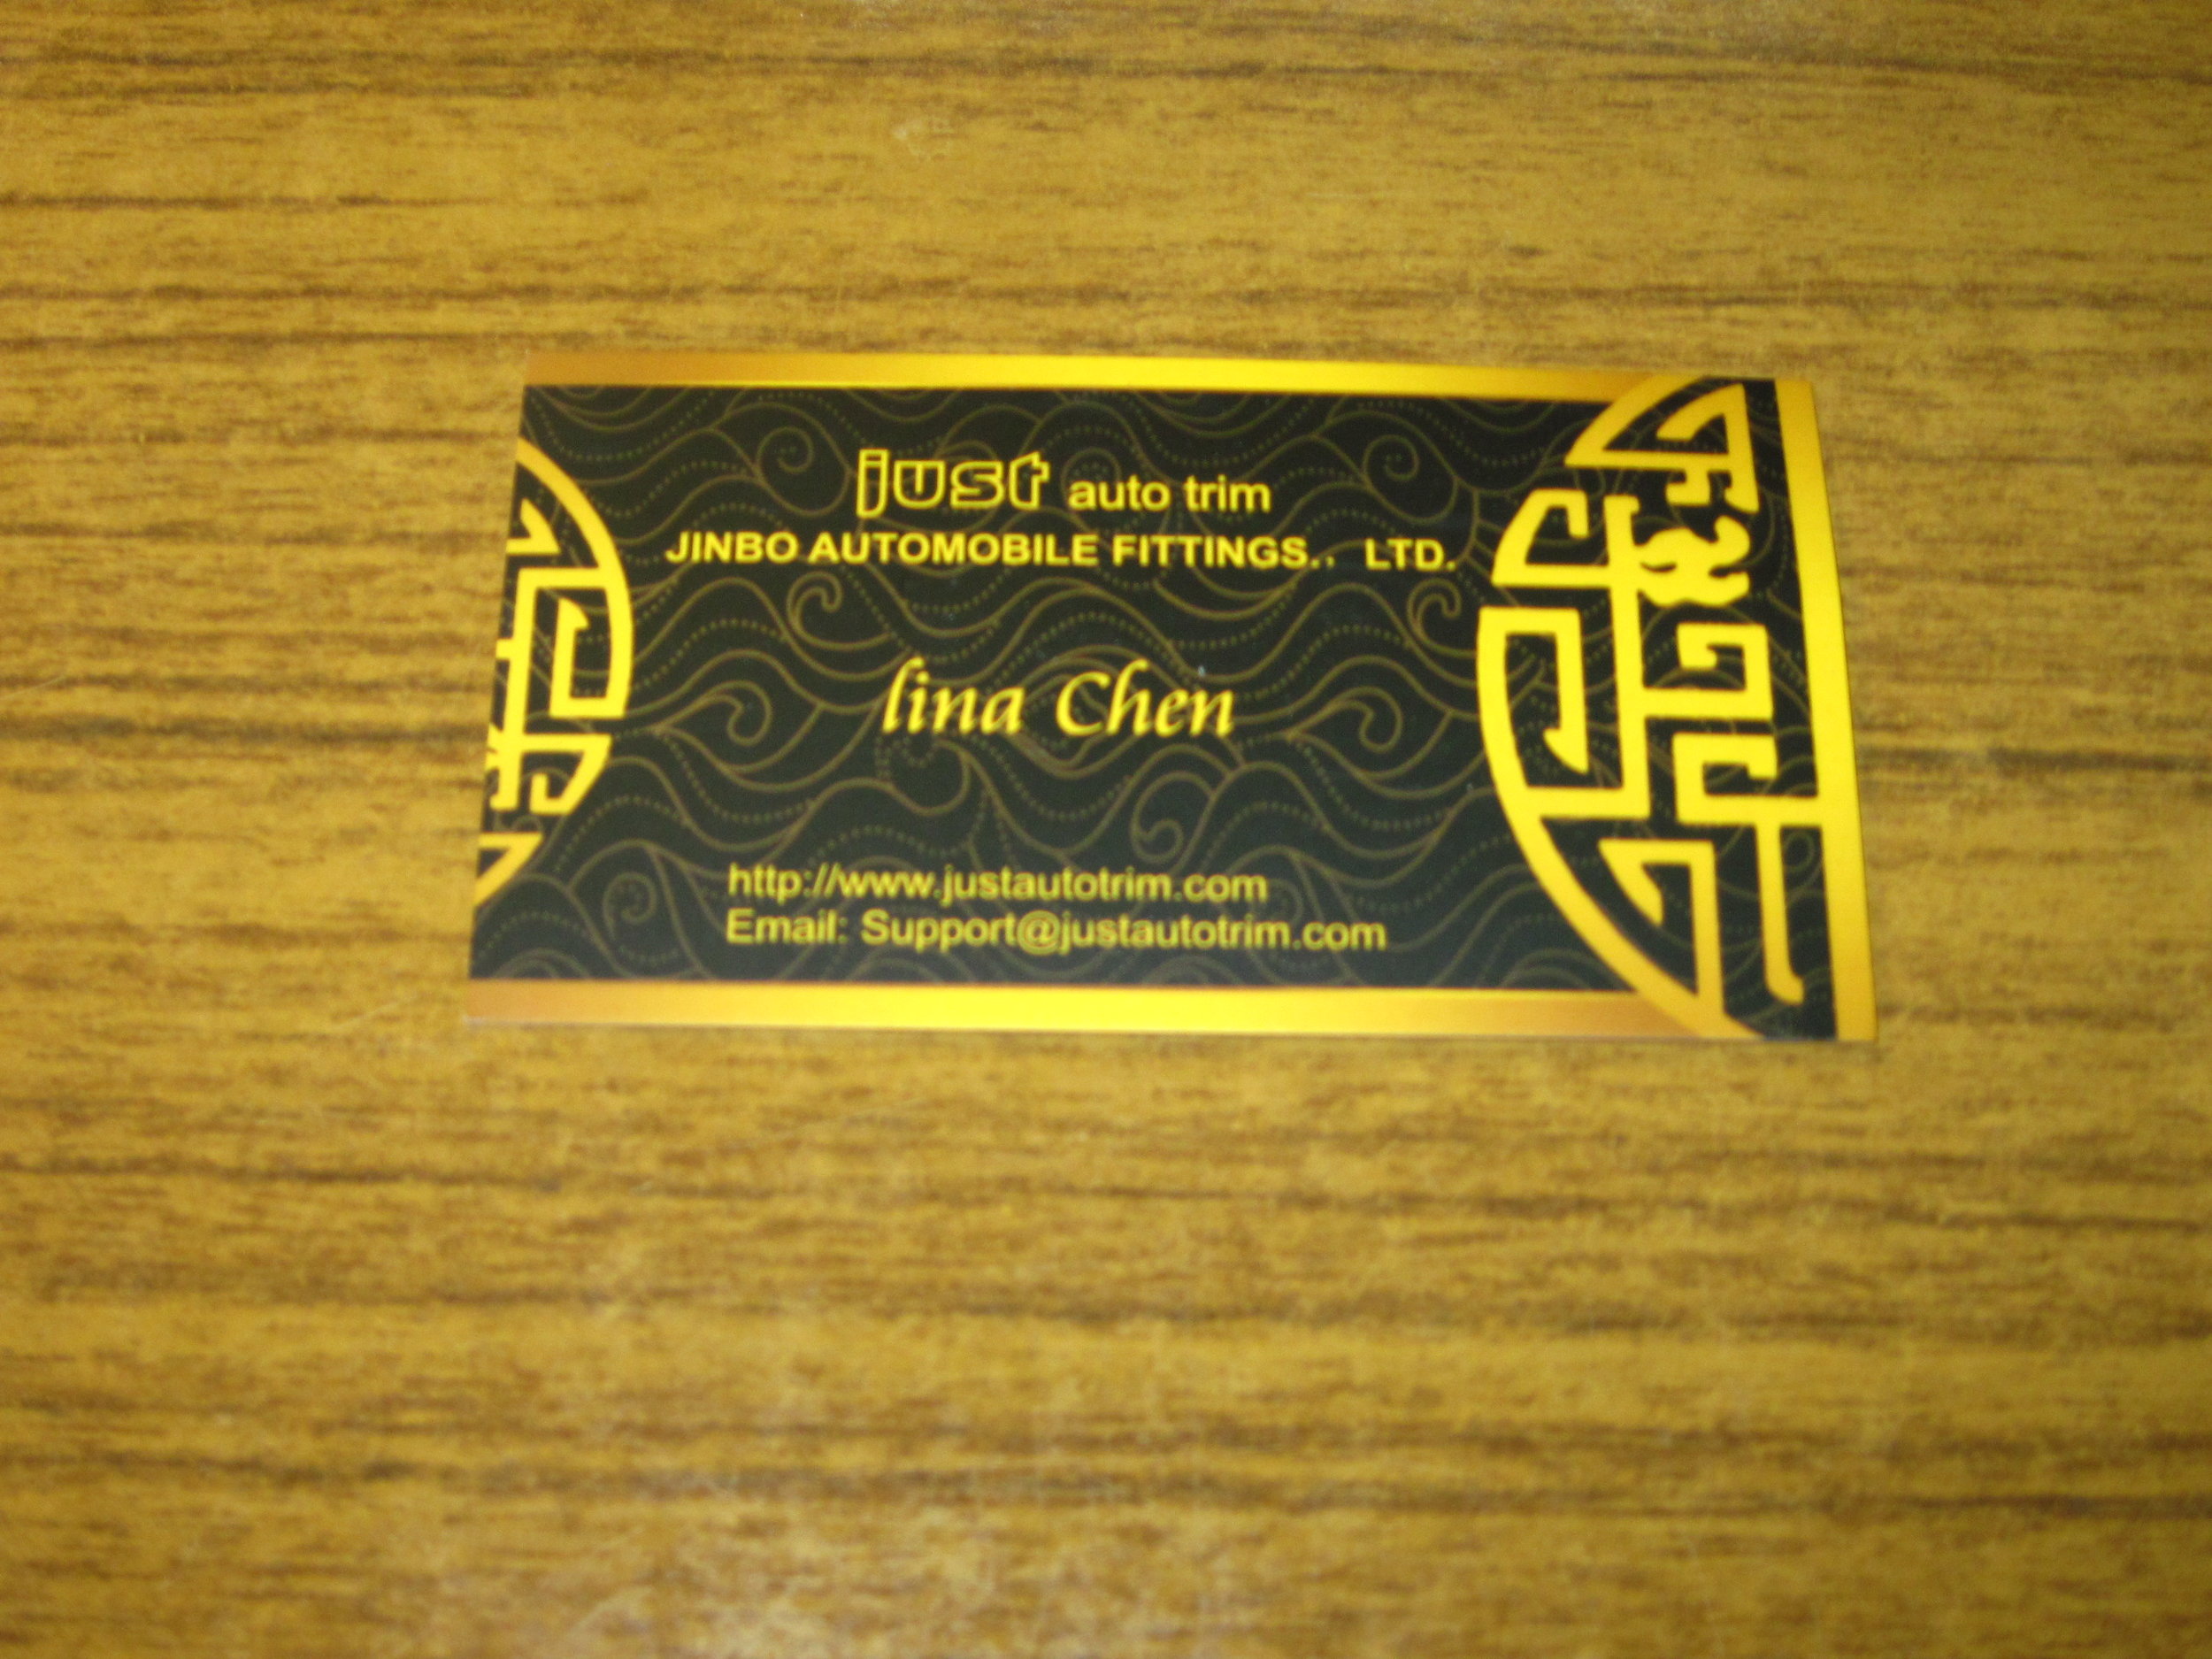 just auto trim
JINBO AUTOMOBILE FITTINGS., LTD.
lina Chen
http://www.justautotrim.com
Email: Support@justautotrim.com